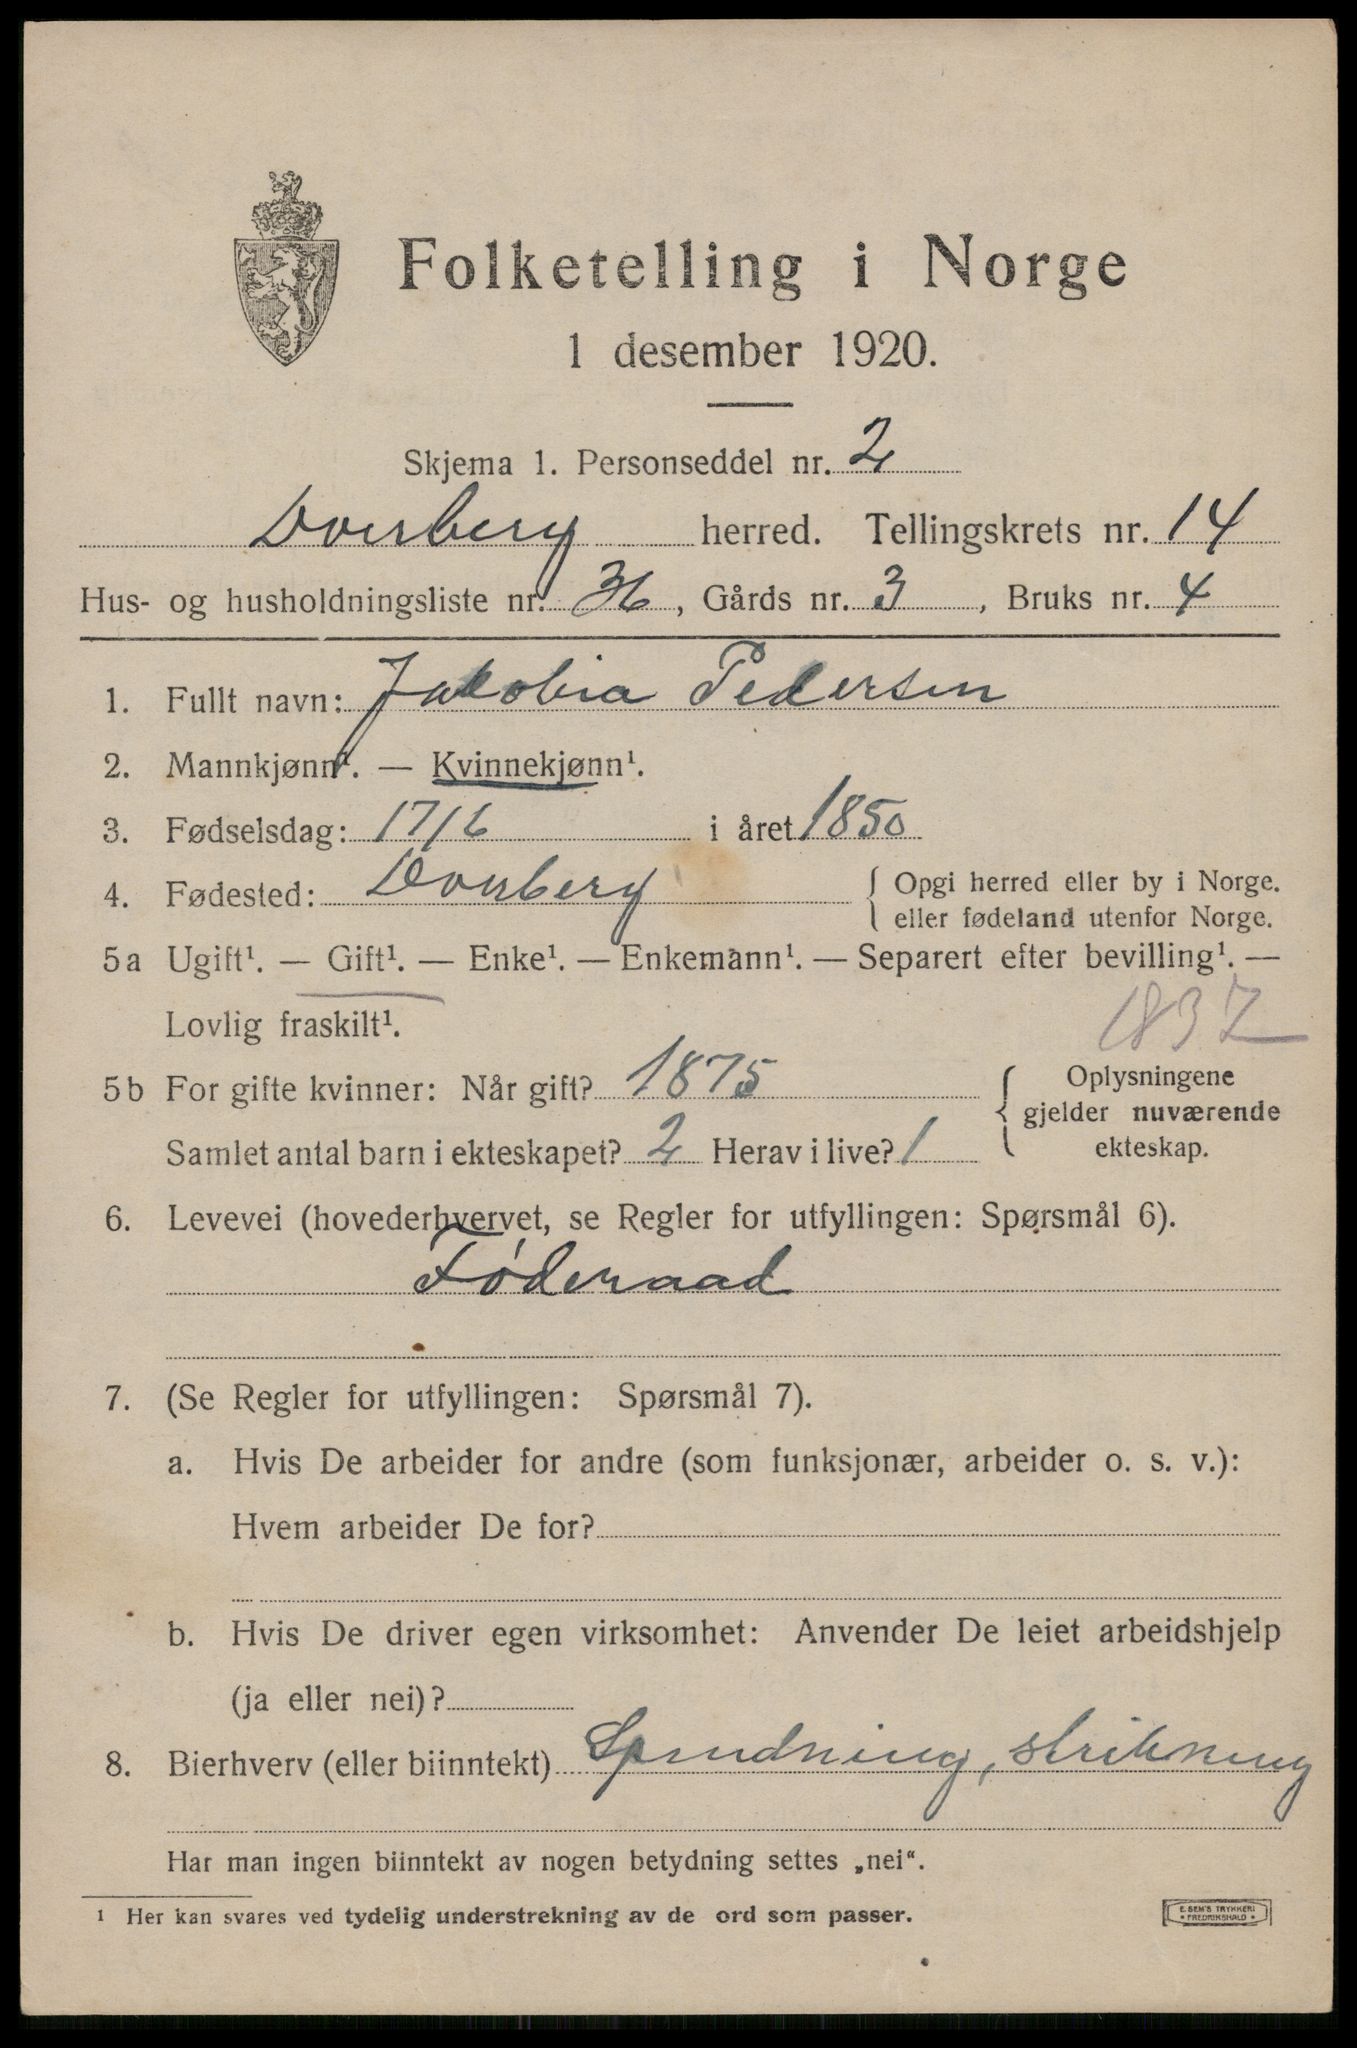 Folketelling i Norge
1 desember 1920.
Skjema 1. Personseddel nr. 2
Dverberg herred. Tellingskrets nr. 14
Hus- og husholdningsliste nr. 36, Gårds nr. 3, Bruks nr. 4
1. Fullt navn: Jakobia Pedersen
2. Mannkjønn¹. — Kvinnekjønn¹.
3. Fødselsdag: 17/6 i året 1850
4. Fødested: Dverberg { Opgi herred eller by i Norge.
eller fødeland utenfor Norge.
5a Ugift¹. — Gift¹. — Enke¹. — Enkemann¹. — Separert efter bevilling¹. —
Lovlig fraskilt¹. 1837
5b For gifte kvinner: Når gift? 1875 { Oplysningene
gjelder nuværende
Samlet antal barn i ekteskapet? 2 Herav i live? 1 ekteskap.
6. Levevei (hovederhvervet, se Regler for utfyllingen: Spørsmål 6).
Føderaad
7. (Se Regler for utfyllingen: Spørsmål 7).
a. Hvis De arbeider for andre (som funksjonær, arbeider o. s. v.):
Hvem arbeider De for?
b. Hvis De driver egen virksomhet: Anvender De leiet arbeidshjelp
(ja eller nei)?
8. Bierhverv (eller biinntekt) Spindning, strikning
Har man ingen biinntekt av nogen betydning settes „nei“.
¹ Her kan svares ved tydelig understrekning av de ord som passer.
E. SEM'S TRYKKERI
• FREDRIKSHALD •